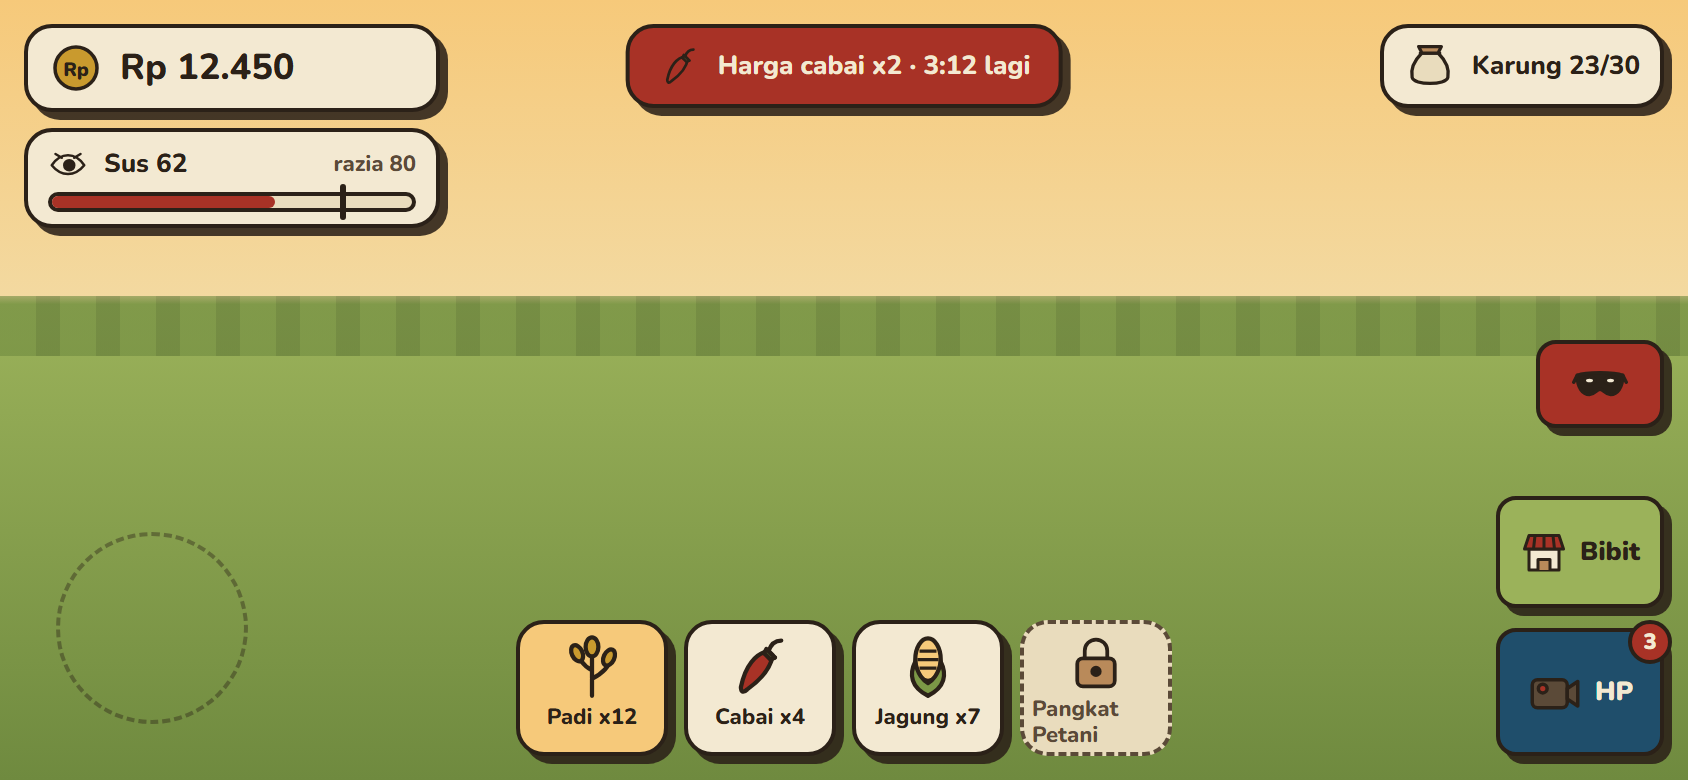 Rp
Rp 12.450
Harga cabai x2 · 3:12 lagi
Karung 23/30
Sus 62
razia 80
Bibit
3
HP
Padi x12
Cabai x4
Jagung x7
Pangkat
Petani